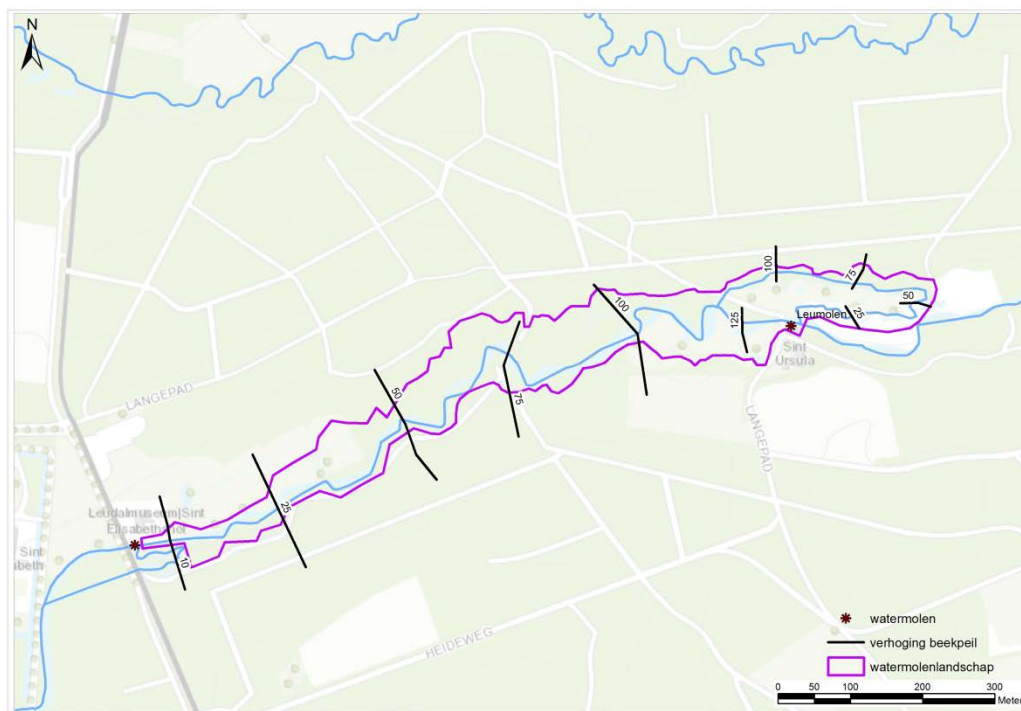 N
100
75
50
100
125
25
Leumolen
Sint
Ursula
LANGEPAD
50
75
LANGEPAD
25
Leudalmuseum|Sint
Elisabethshof
Sint
10
HEIDEWEG
watermolen
verhoging beekpeil
watermolenlandschap
0 50 100 200 300
Meter